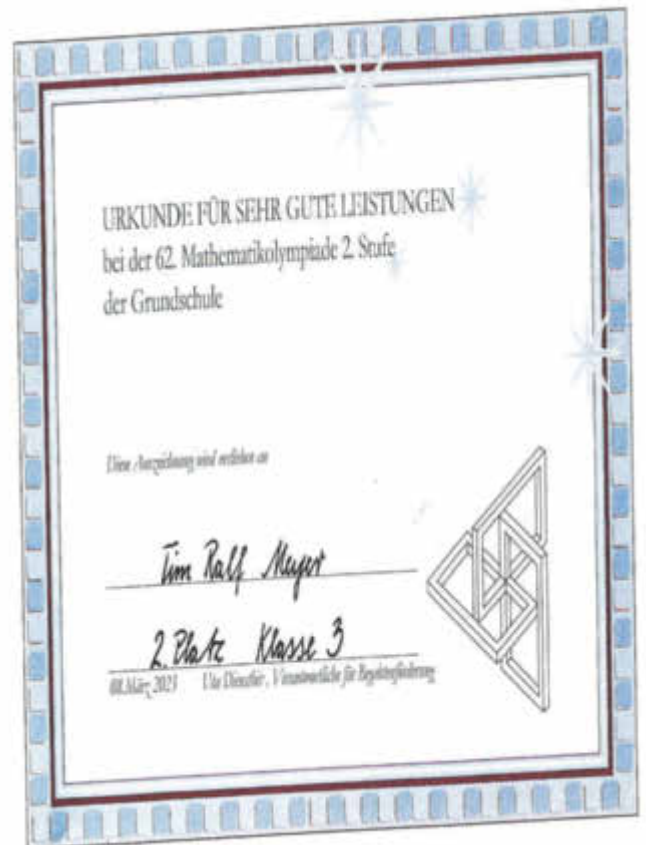 URKUNDE FÜR SEHR GUTE LEISTUNGEN
bei der 62. Mathematikolympiade 2. Stufe
der Grundschule
Diese Auszeichnung wird verliehen an
Tim Ralf Meyer
2. Platz Klasse 3
08. März 2023 Ute , Verantwortliche für